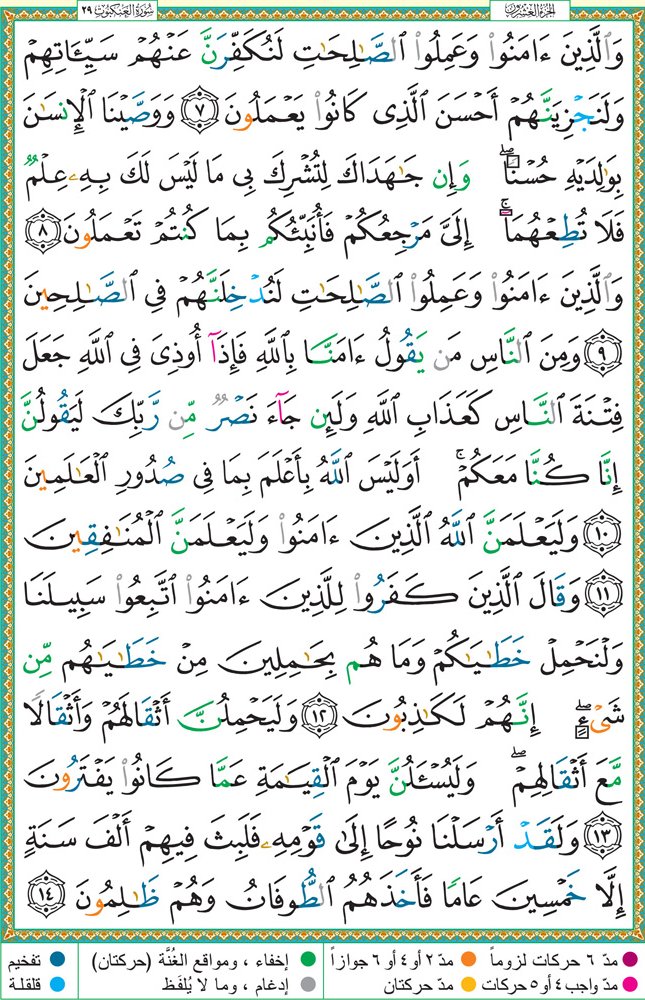 الجزء العشرون
سورة العنكبوت ٢٩
وَٱلَّذِينَ ءَامَنُوا۟ وَعَمِلُوا۟ ٱلصَّٰلِحَٰتِ لَنُكَفِّرَنَّ عَنْهُمْ سَيِّـَٔاتِهِمْ
وَلَنَجْزِيَنَّهُمْ أَحْسَنَ ٱلَّذِى كَانُوا۟ يَعْمَلُونَ ٧ وَوَصَّيْنَا ٱلْإِنسَٰنَ
بِوَٰلِدَيْهِ حُسْنًاۖ وَإِن جَٰهَدَاكَ لِتُشْرِكَ بِى مَا لَيْسَ لَكَ بِهِۦ عِلْمٌ
فَلَا تُطِعْهُمَآۚ إِلَىَّ مَرْجِعُكُمْ فَأُنَبِّئُكُم بِمَا كُنتُمْ تَعْمَلُونَ ٨
وَٱلَّذِينَ ءَامَنُوا۟ وَعَمِلُوا۟ ٱلصَّٰلِحَٰتِ لَنُدْخِلَنَّهُمْ فِى ٱلصَّٰلِحِينَ
٩ وَمِنَ ٱلنَّاسِ مَن يَقُولُ ءَامَنَّا بِٱللَّهِ فَإِذَآ أُوذِىَ فِى ٱللَّهِ جَعَلَ
فِتْنَةَ ٱلنَّاسِ كَعَذَابِ ٱللَّهِ وَلَئِن جَآءَ نَصْرٌ مِّن رَّبِّكَ لَيَقُولُنَّ
إِنَّا كُنَّا مَعَكُمْۚ أَوَلَيْسَ ٱللَّهُ بِأَعْلَمَ بِمَا فِى صُدُورِ ٱلْعَٰلَمِينَ
١٠ وَلَيَعْلَمَنَّ ٱللَّهُ ٱلَّذِينَ ءَامَنُوا۟ وَلَيَعْلَمَنَّ ٱلْمُنَٰفِقِينَ
١١ وَقَالَ ٱلَّذِينَ كَفَرُوا۟ لِلَّذِينَ ءَامَنُوا۟ ٱتَّبِعُوا۟ سَبِيلَنَا
وَلْنَحْمِلْ خَطَٰيَٰكُمْ وَمَا هُم بِحَٰمِلِينَ مِنْ خَطَٰيَٰهُم مِّن
شَىْءٍۖ إِنَّهُمْ لَكَٰذِبُونَ ١٢ وَلَيَحْمِلُنَّ أَثْقَالَهُمْ وَأَثْقَالًا
مَّعَ أَثْقَالِهِمْۖ وَلَيُسْـَٔلُنَّ يَوْمَ ٱلْقِيَٰمَةِ عَمَّا كَانُوا۟ يَفْتَرُونَ
١٣ وَلَقَدْ أَرْسَلْنَا نُوحًا إِلَىٰ قَوْمِهِۦ فَلَبِثَ فِيهِمْ أَلْفَ سَنَةٍ
إِلَّا خَمْسِينَ عَامًا فَأَخَذَهُمُ ٱلطُّوفَانُ وَهُمْ ظَٰلِمُونَ ١٤
مدّ ٦ حركات لزوماً مدّ ٢ أو ٤ أو ٦ جوازاً إخفاء ، ومواقع الغُنَّة (حركتان) تفخيم
مدّ واجب ٤ أو ٥ حركات مدّ حركتان إدغام ، وما لا يُلفَظ قلقلة